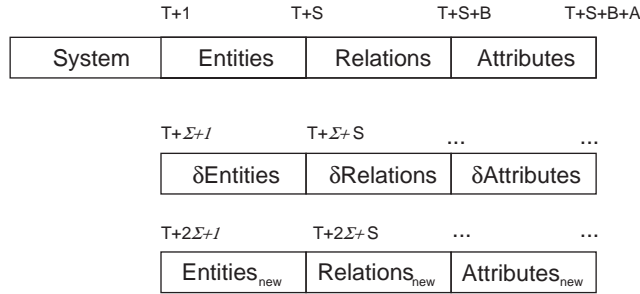 T+1 T+S T+S+B T+S+B+A
System Entities Relations Attributes
T+Σ+1 T+Σ+S ... ...
δEntities δRelations δAttributes
T+2Σ+1 T+2Σ+S ... ...
Entitiesnew Relationsnew Attributesnew